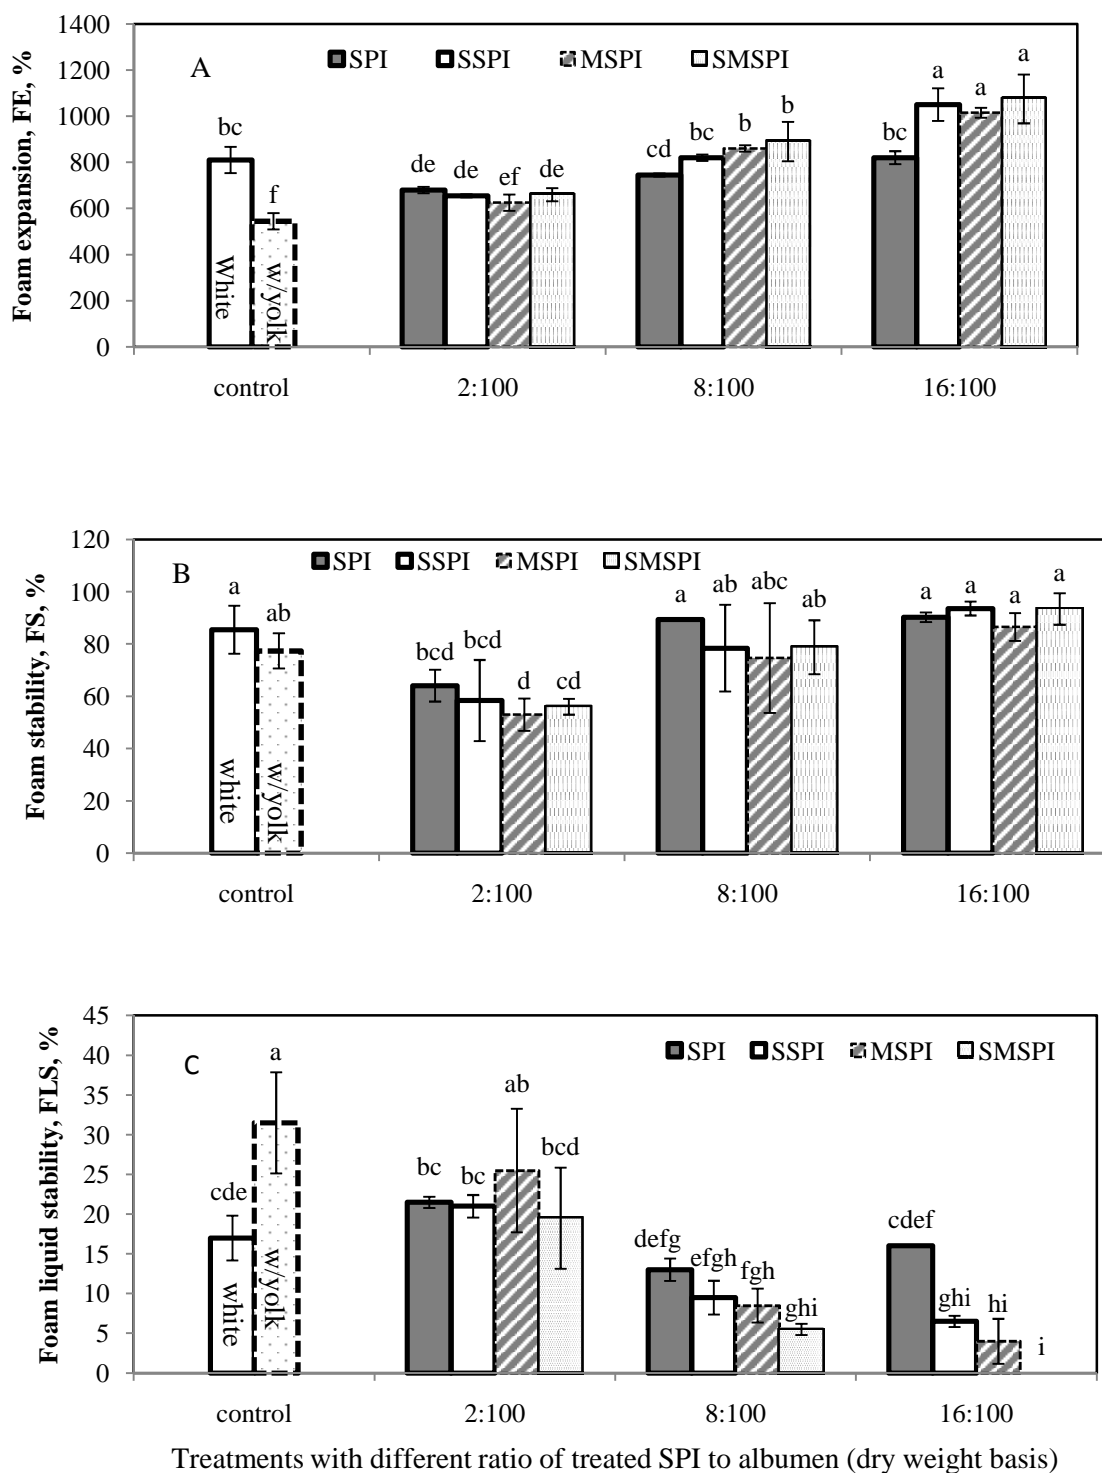 1400
1200
1000
800
600
400
200
0
Foam expansion, FE, %
A
SPI SSPI MSPI SMSPI
bc f de de ef de cd bc b b bc a a a
White w/yolk
control 2:100 8:100 16:100
120
100
80
60
40
20
0
Foam stability, FS, %
B
SPI SSPI MSPI SMSPI
a ab bcd bcd d cd a ab abc ab a a a a
white w/yolk
control 2:100 8:100 16:100
45
40
35
30
25
20
15
10
5
0
Foam liquid stability, FLS, %
C
SPI SSPI MSPI SMSPI
cde a bc bc ab bcd defg efgh fgh ghi cdef ghi hi i
white w/yolk
control 2:100 8:100 16:100
Treatments with different ratio of treated SPI to albumen (dry weight basis)